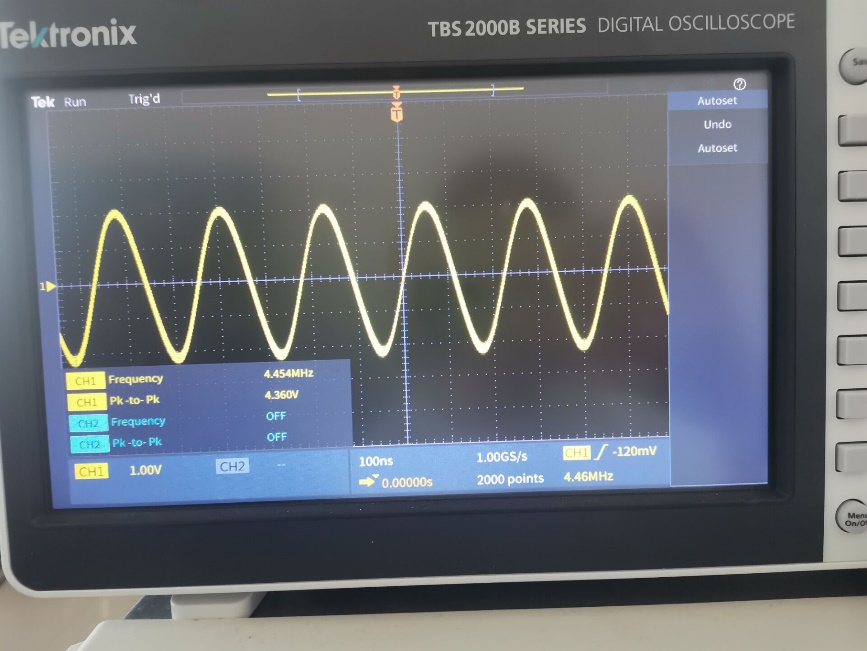 Tektronix
TBS 2000B SERIES DIGITAL OSCILLOSCOPE
Tek Run Trig'd
T
Autoset
Undo
Autoset
1
CH1 Frequency 4.454MHz
CH1 Pk-to-Pk 4.360V
CH2 Frequency OFF
CH2 Pk-to-Pk OFF
CH1 1.00V CH2 --
100ns 1.00GS/s CH1 -120mV
0.00000s 2000 points 4.46MHz
Menu